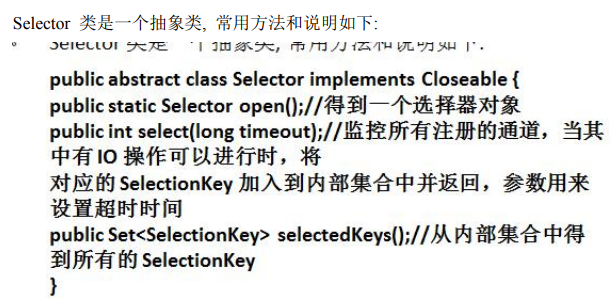 Selector 类是一个抽象类, 常用方法和说明如下:
Selector 类是一个抽象类, 常用方法和说明如下:
public abstract class Selector implements Closeable {
public static Selector open();//得到一个选择器对象
public int select(long timeout);//监控所有注册的通道，当其
中有 IO 操作可以进行时，将
对应的 SelectionKey 加入到内部集合中并返回，参数用来
设置超时时间
public Set<SelectionKey> selectedKeys();//从内部集合中得
到所有的 SelectionKey
}